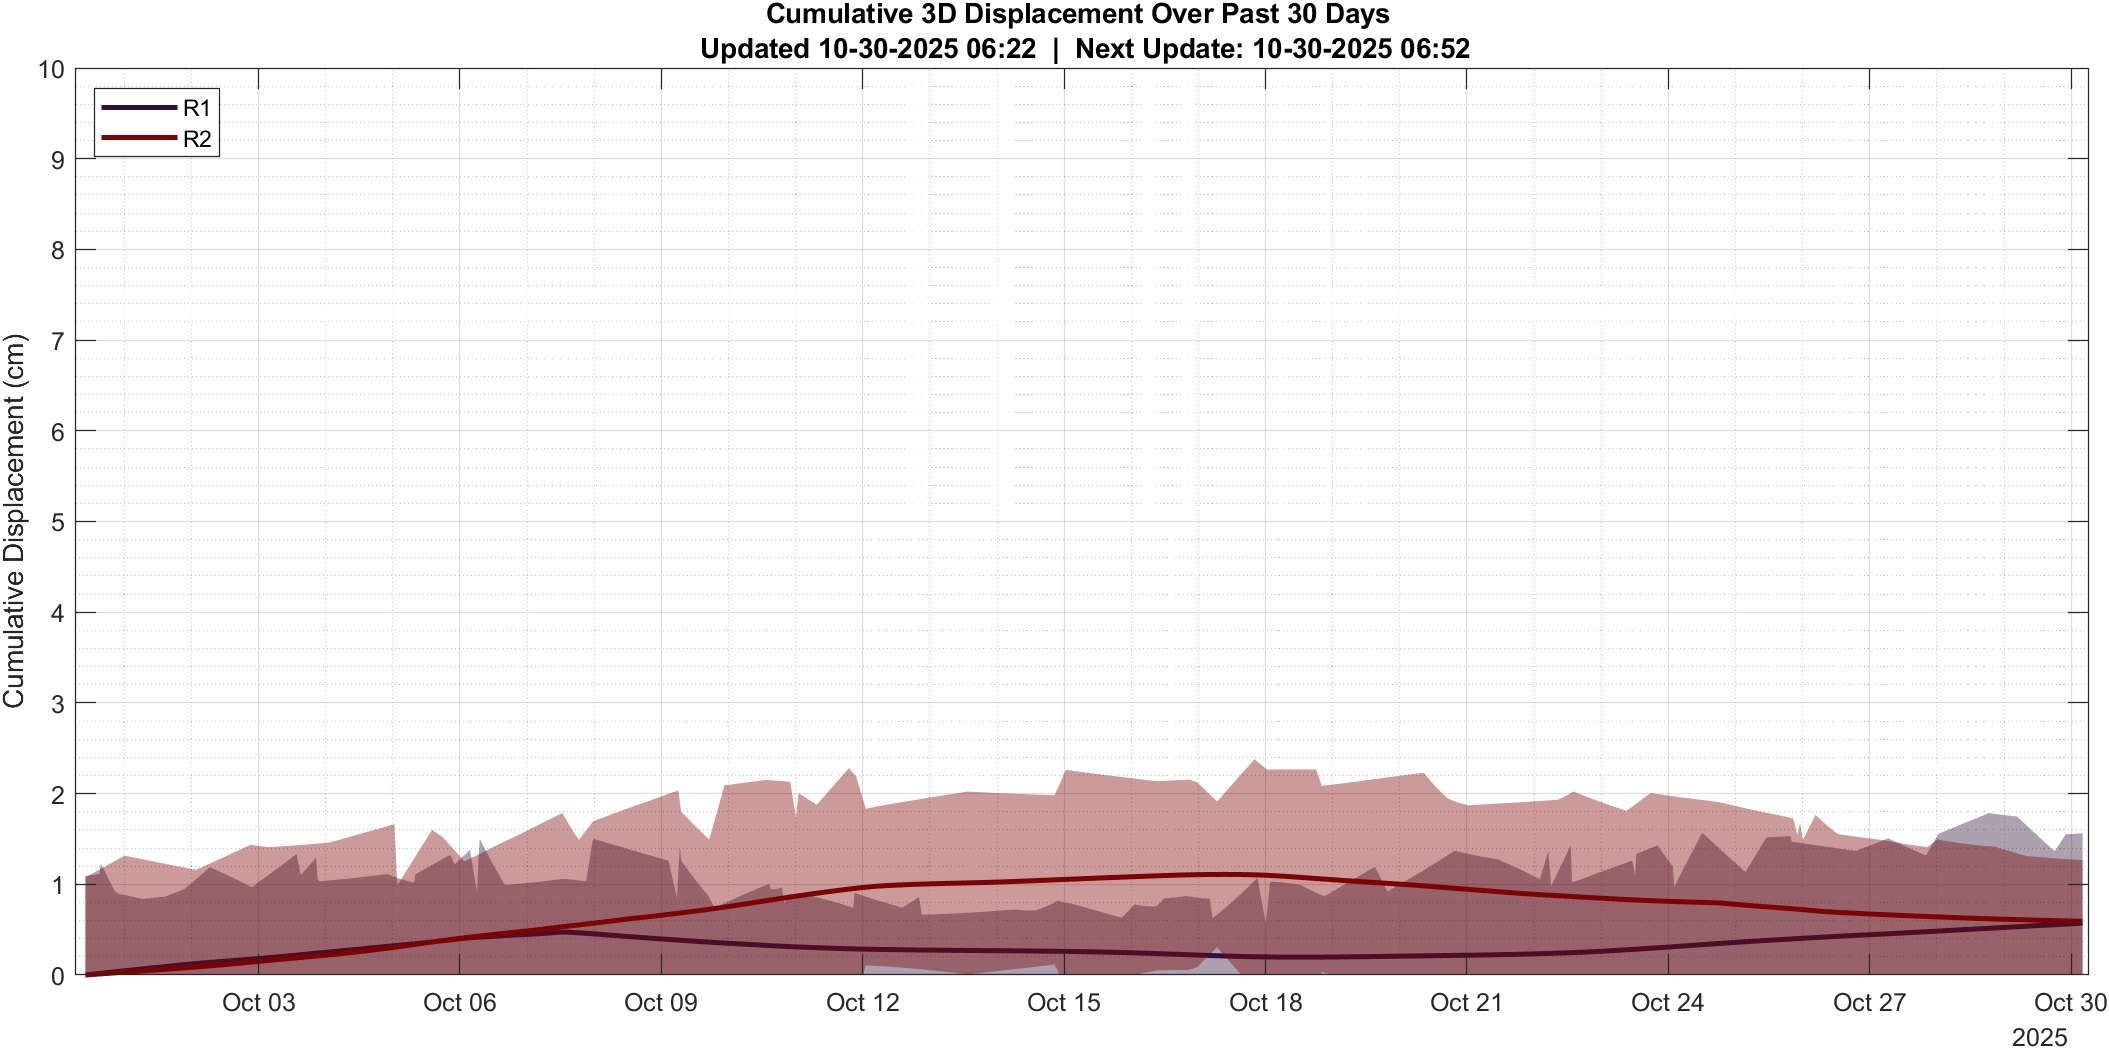 Cumulative 3D Displacement Over Past 30 Days
Updated 10-30-2025 06:22 | Next Update: 10-30-2025 06:52
R1
R2
Cumulative Displacement (cm)
10
9
8
7
6
5
4
3
2
1
0
Oct 03
Oct 06
Oct 09
Oct 12
Oct 15
Oct 18
Oct 21
Oct 24
Oct 27
Oct 30
2025